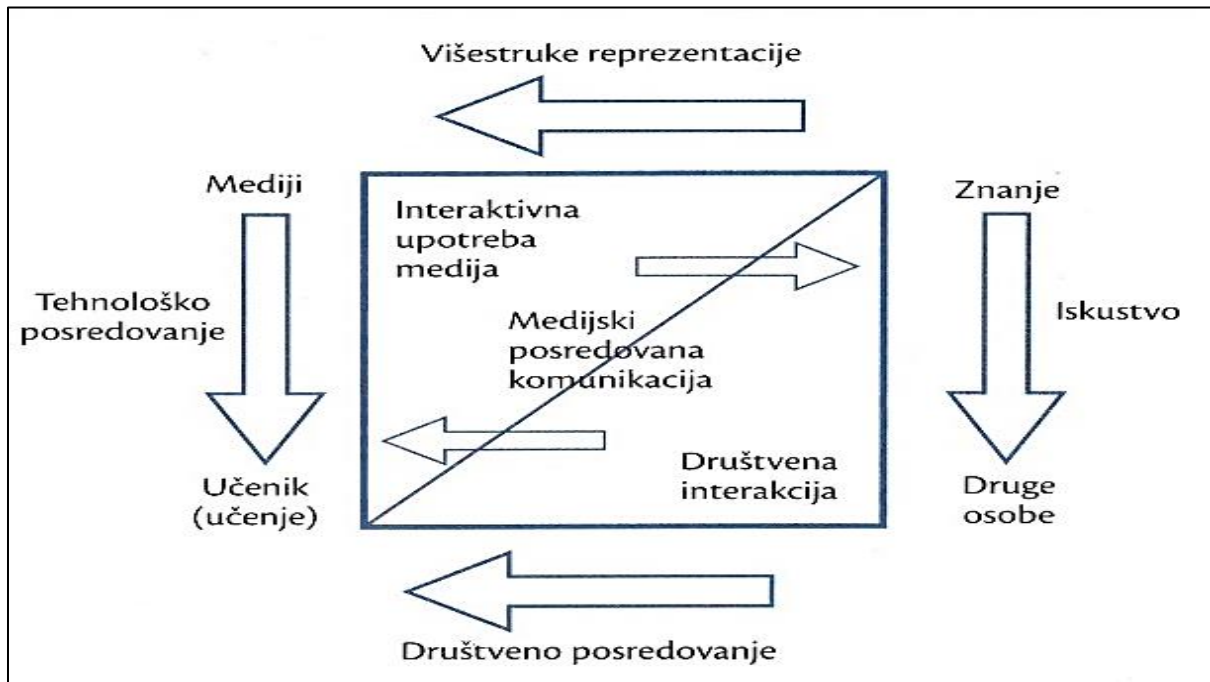 Višestruke reprezentacije
Mediji
Znanje
Interaktivna
upotreba
medija
Tehnološko
posredovanje
Iskustvo
Medijski
posredovana
komunikacija
Učenik
(učenje)
Društvena
interakcija
Druge
osobe
Društveno posredovanje